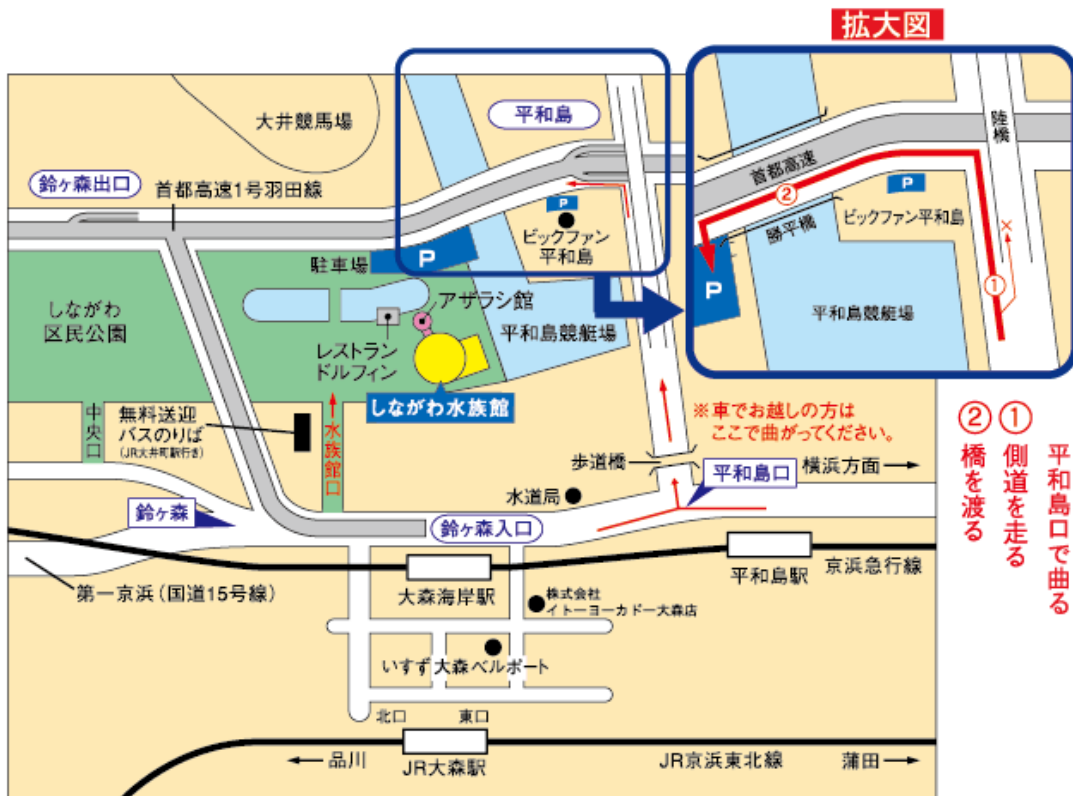 拡大図
大井競馬場
平和島
鈴ヶ森出口
首都高速1号羽田線
P
ビックファン
平和島
駐車場
P
アザラシ館
しながわ
区民公園
平和島競艇場
レストラン
ドルフィン
しながわ水族館
中央口
無料送迎
バスのりば
(JR大井町駅行き)
水族館口
※車でお越しの方は
ここで曲がってください。
歩道橋
平和島口
横浜方面
水道局
鈴ヶ森
鈴ヶ森入口
平和島駅
京浜急行線
第一京浜(国道15号線)
大森海岸駅
株式会社
イトーヨーカドー大森店
いすず大森ベルポート
北口
東口
品川
JR大森駅
JR京浜東北線
蒲田
陸橋
首都高速
②
P
ビックファン平和島
勝平橋
×
①
P
平和島競艇場
平和島口で曲る
①側道を走る
②橋を渡る